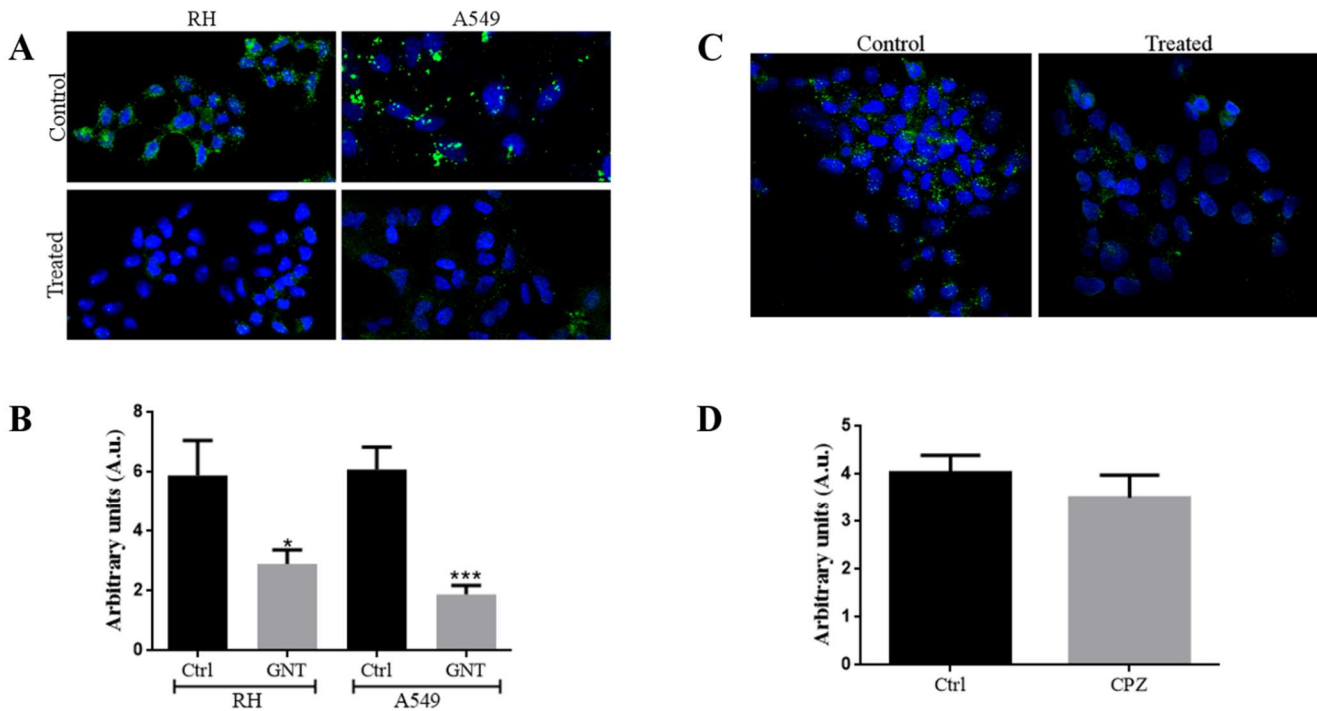 A
RH
A549
Control
Treated
C
Control
Treated
B
Arbitrary units (A.u.)
8
6
4
2
0
Ctrl
GNT
Ctrl
GNT
*
***
RH
A549
D
Arbitrary units (A.u.)
5
4
3
2
1
0
Ctrl
CPZ